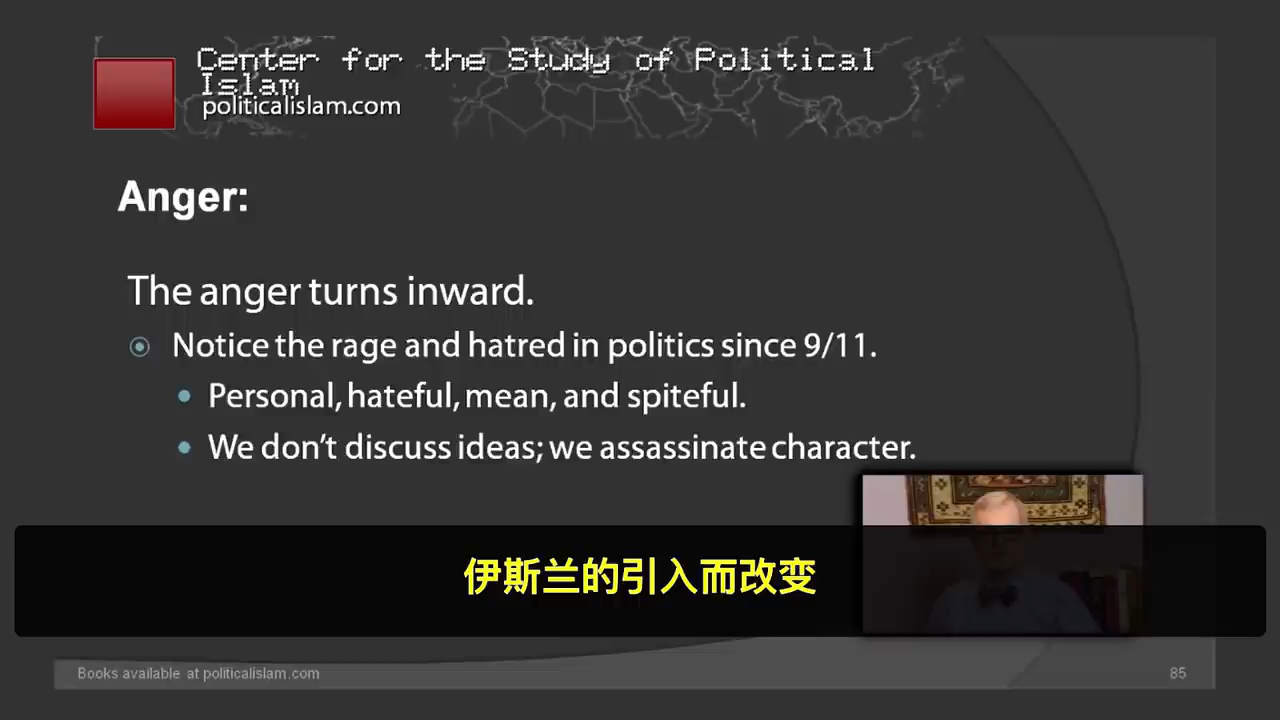 Center for the Study of Political
Islam
politicalislam.com
Anger:
The anger turns inward.
Notice the rage and hatred in politics since 9/11.
Personal, hateful, mean, and spiteful.
We don't discuss ideas; we assassinate character.
伊斯兰的引入而改变
Books available at politicalislam.com
85